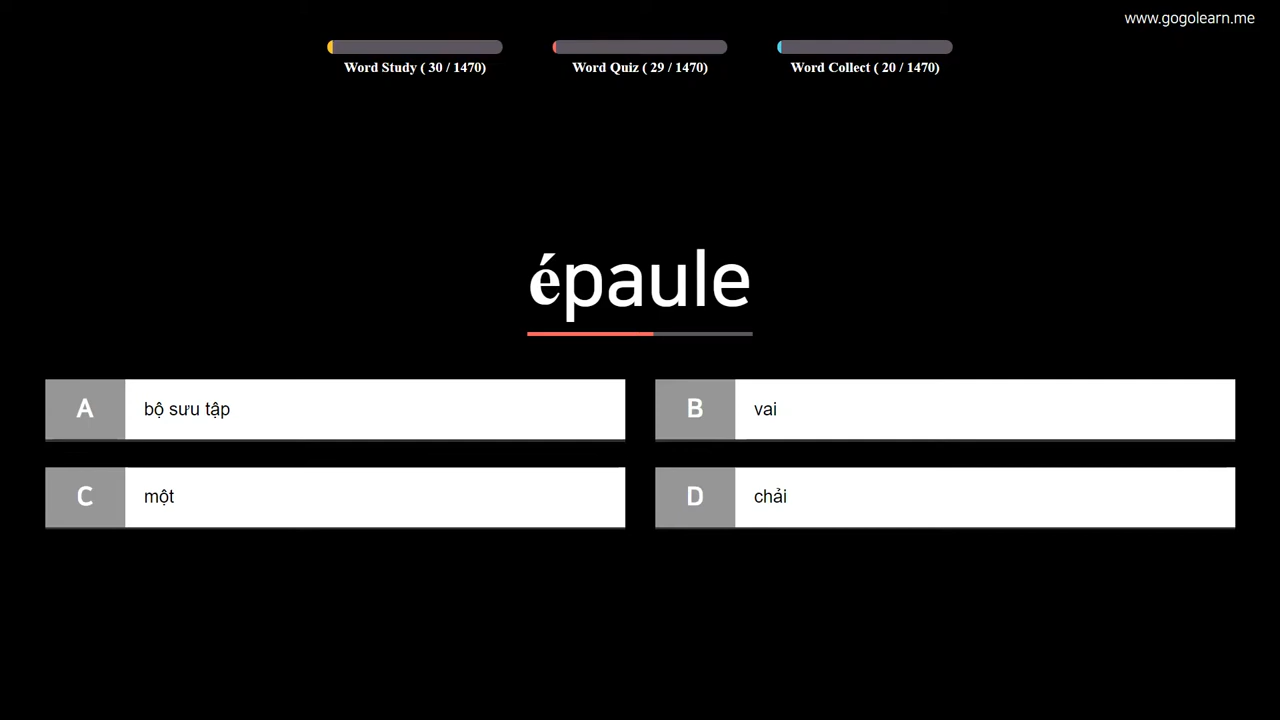 www.gogolearn.me
Word Study ( 30 / 1470)
Word Quiz ( 29 / 1470)
Word Collect ( 20 / 1470)
épaule
A bộ sưu tập
B vai
C một
D chải